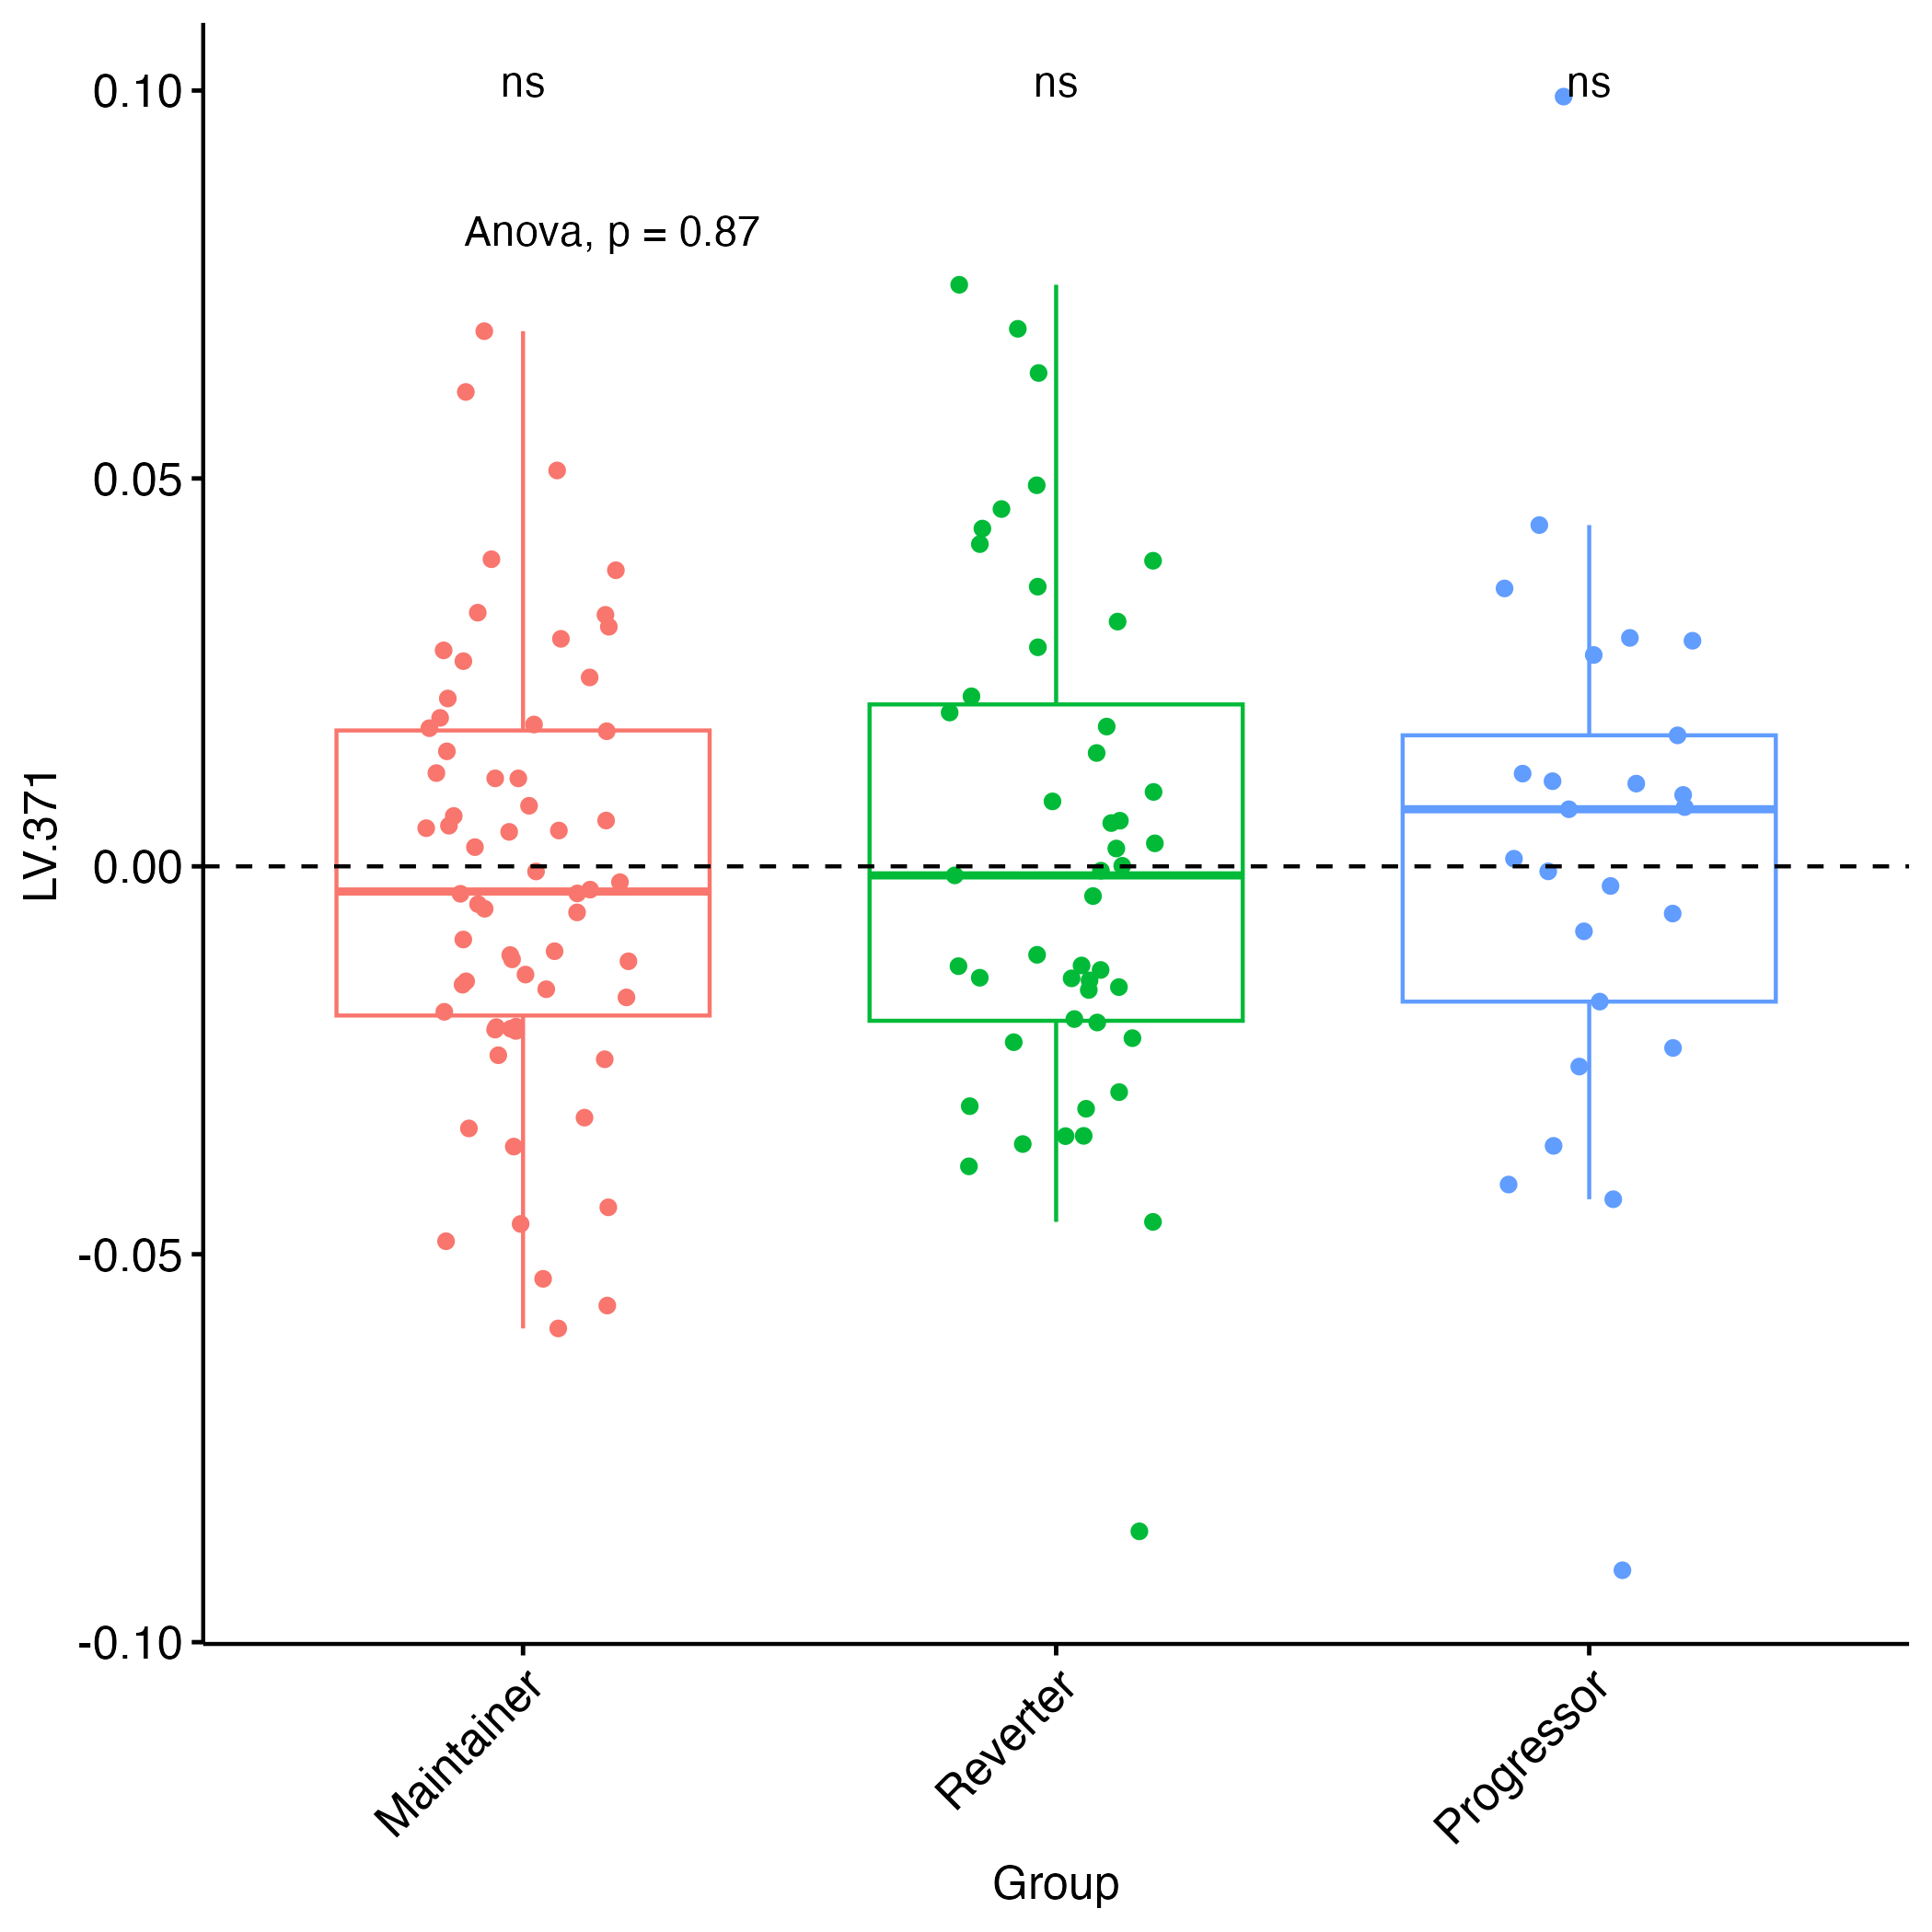 ns ns ns
Anova, p = 0.87
0.10
0.05
0.00
-0.05
-0.10
LV.371
Maintainer
Reverter
Progressor
Group